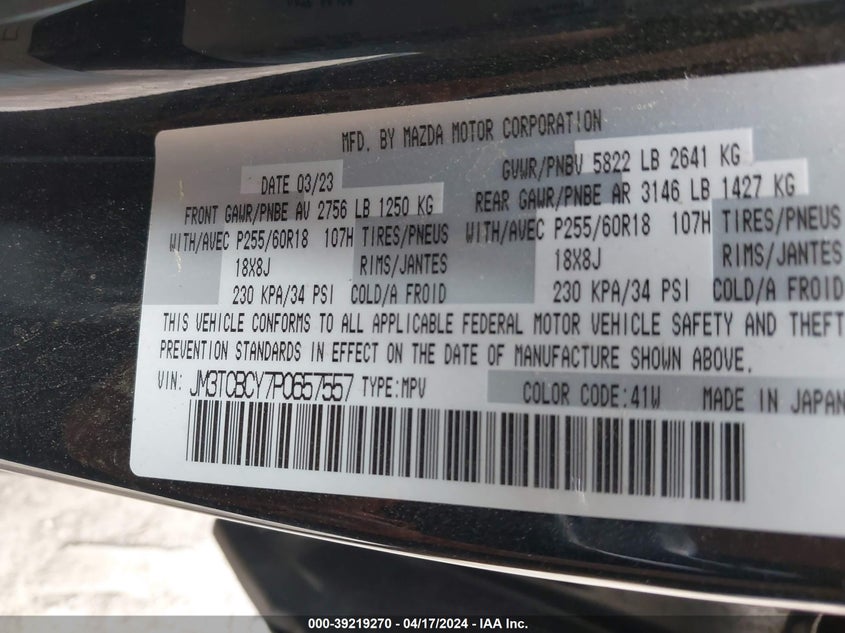 MFD. BY MAZDA MOTOR CORPORATION
DATE 03/23 GVWR/PNBV 5822 LB 2641 KG
FRONT GAWR/PNBE AV 2756 LB 1250 KG REAR GAWR/PNBE AR 3146 LB 1427 KG
WITH/AVEC P255/60R18 107H TIRES/PNEUS WITH/AVEC P255/60R18 107H TIRES/PNEUS
18X8J RIMS/JANTES 18X8J RIMS/JANTES
230 KPA/34 PSI COLD/A FROID 230 KPA/34 PSI COLD/A FROID
THIS VEHICLE CONFORMS TO ALL APPLICABLE FEDERAL MOTOR VEHICLE SAFETY AND THEFT
PREVENTION STANDARDS IN EFFECT ON THE DATE OF MANUFACTURE SHOWN ABOVE.
VIN: JM3TCBCY7P0657557 TYPE:MPV COLOR CODE:41W MADE IN JAPAN
000-39219270 - 04/17/2024 - IAA Inc.